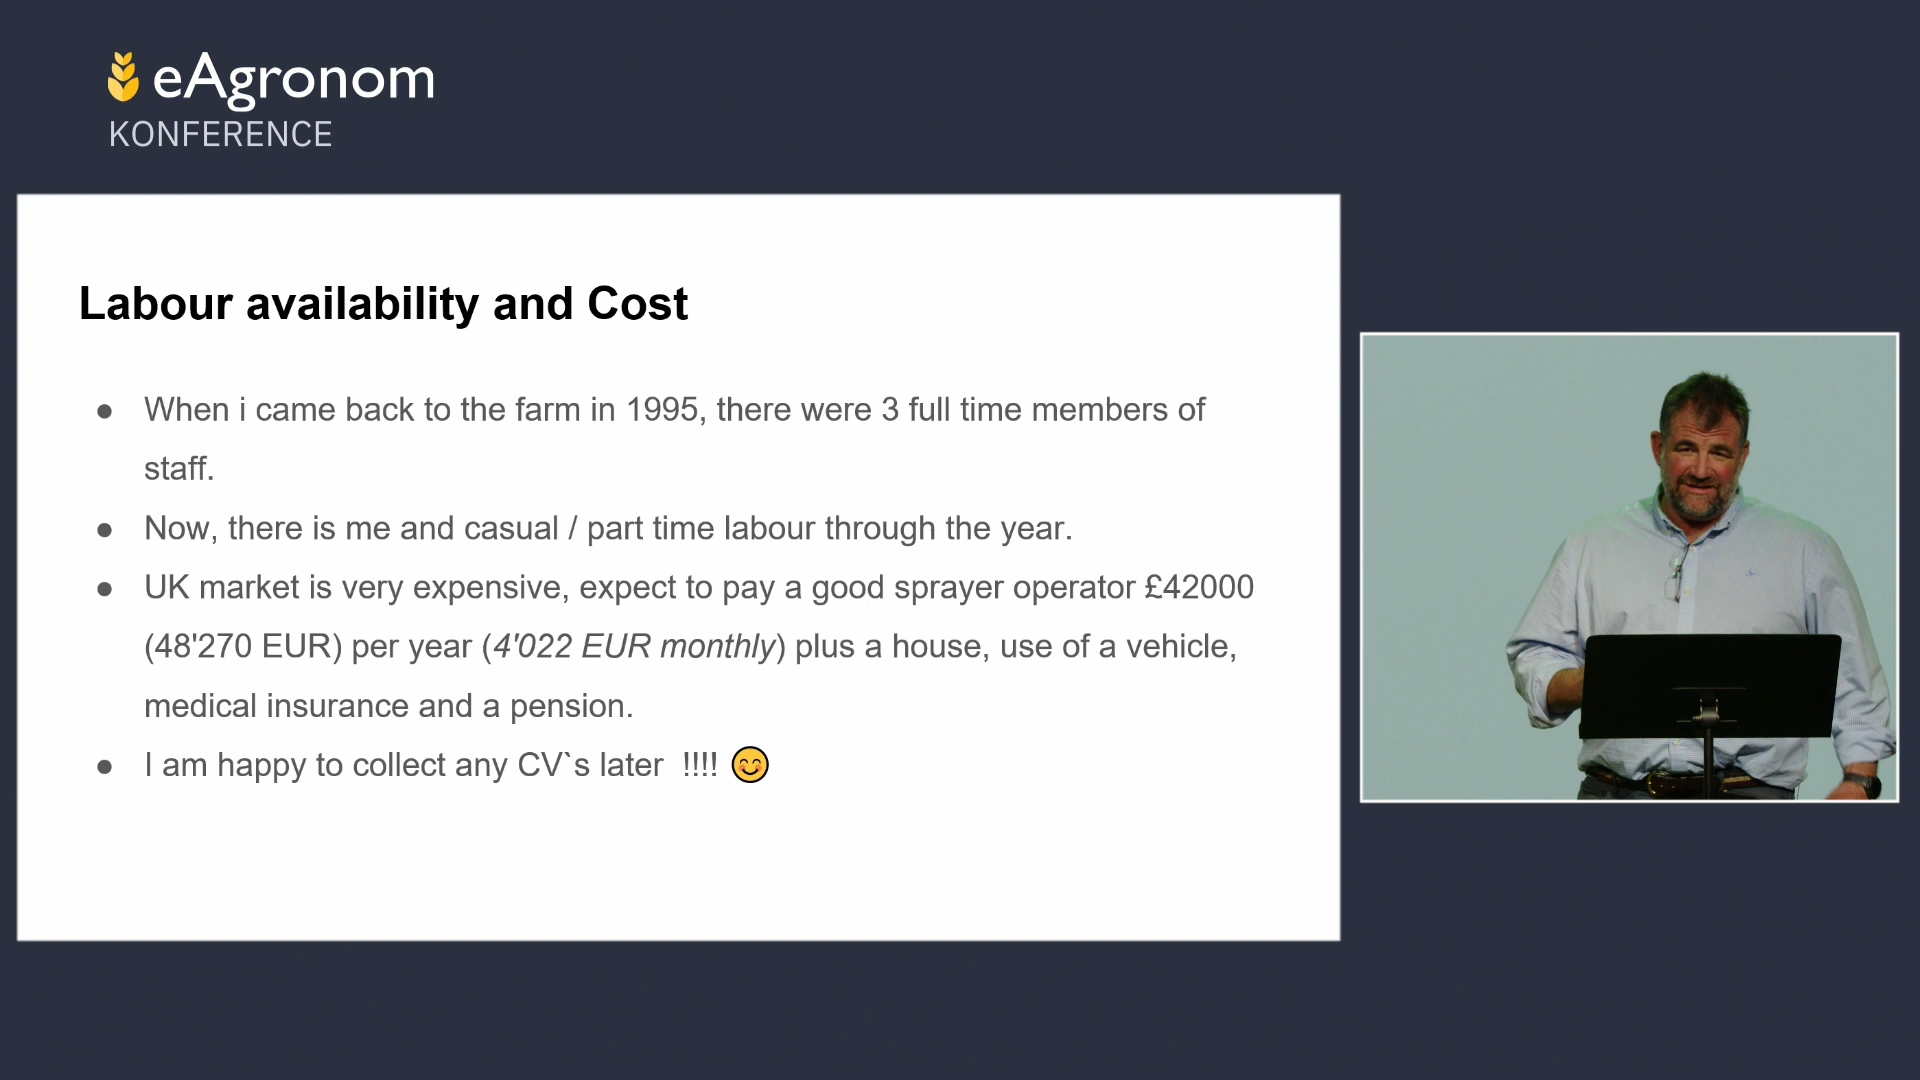 eAgronom
KONFERENCE
Labour availability and Cost
● When i came back to the farm in 1995, there were 3 full time members of
staff.
● Now, there is me and casual / part time labour through the year.
● UK market is very expensive, expect to pay a good sprayer operator £42000
(48'270 EUR) per year (4'022 EUR monthly) plus a house, use of a vehicle,
medical insurance and a pension.
● I am happy to collect any CV`s later  !!!! 😊